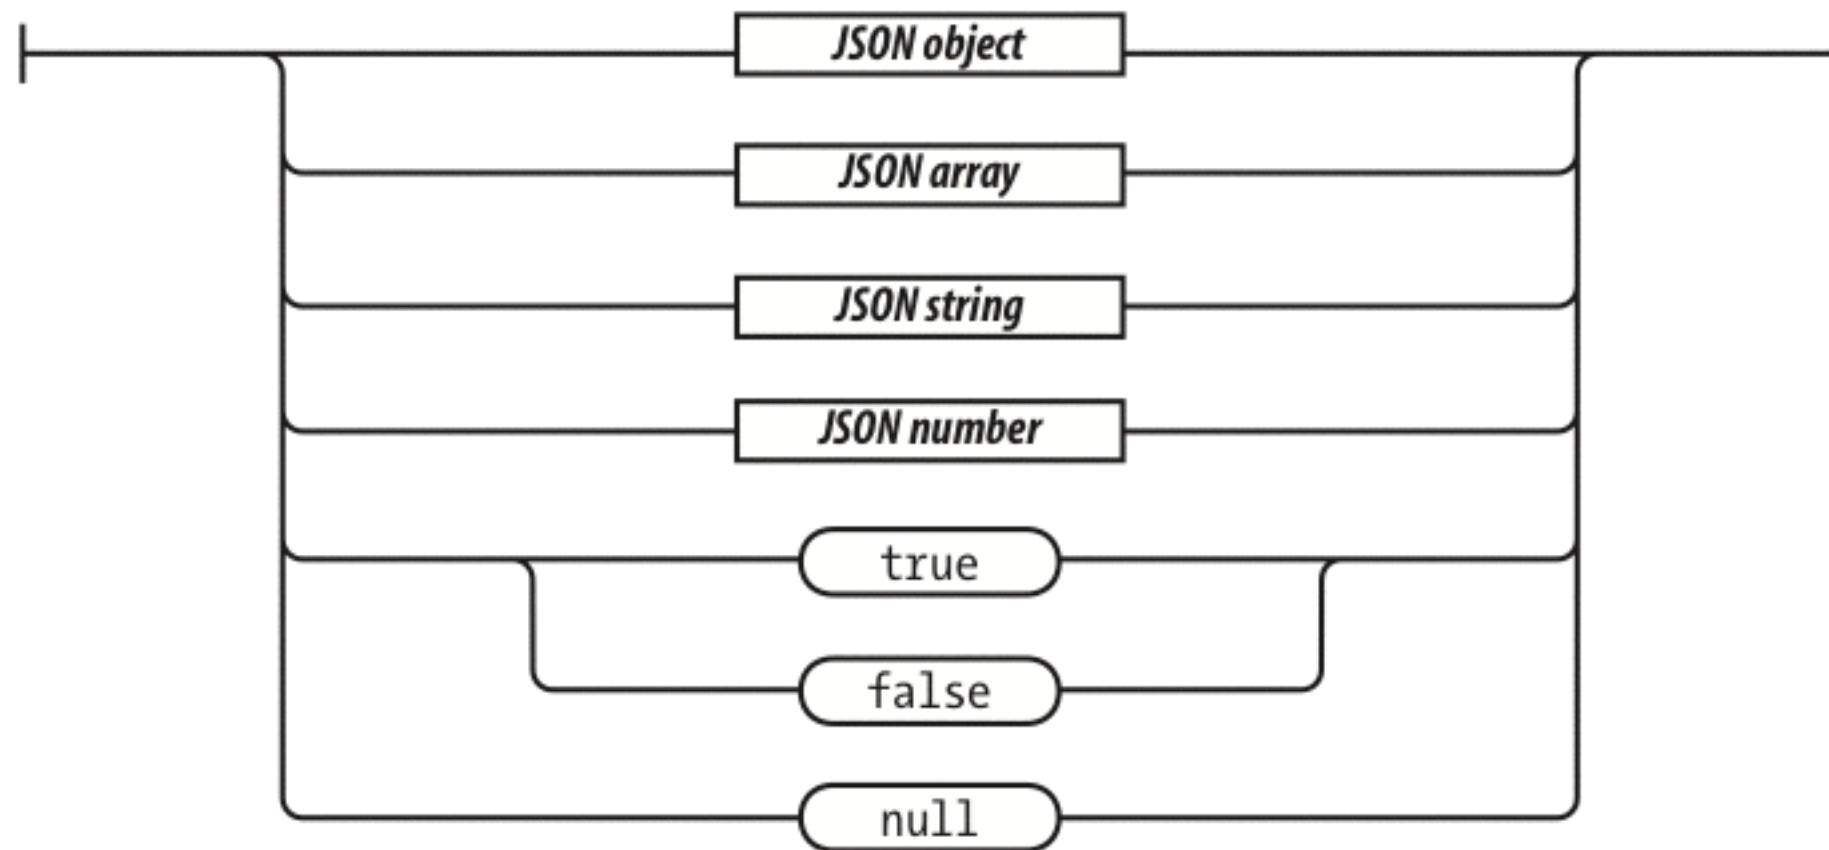 JSON object
JSON array
JSON string
JSON number
true
false
null